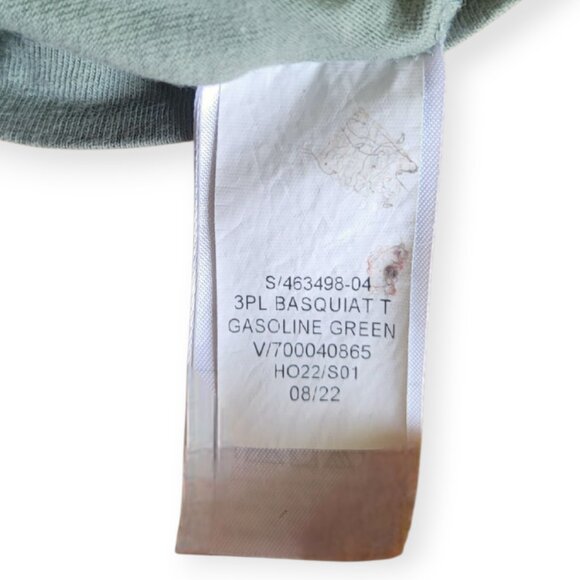 S/463498-04
3PL BASQUIAT T
GASOLINE GREEN
V/700040865
HO22/S01
08/22